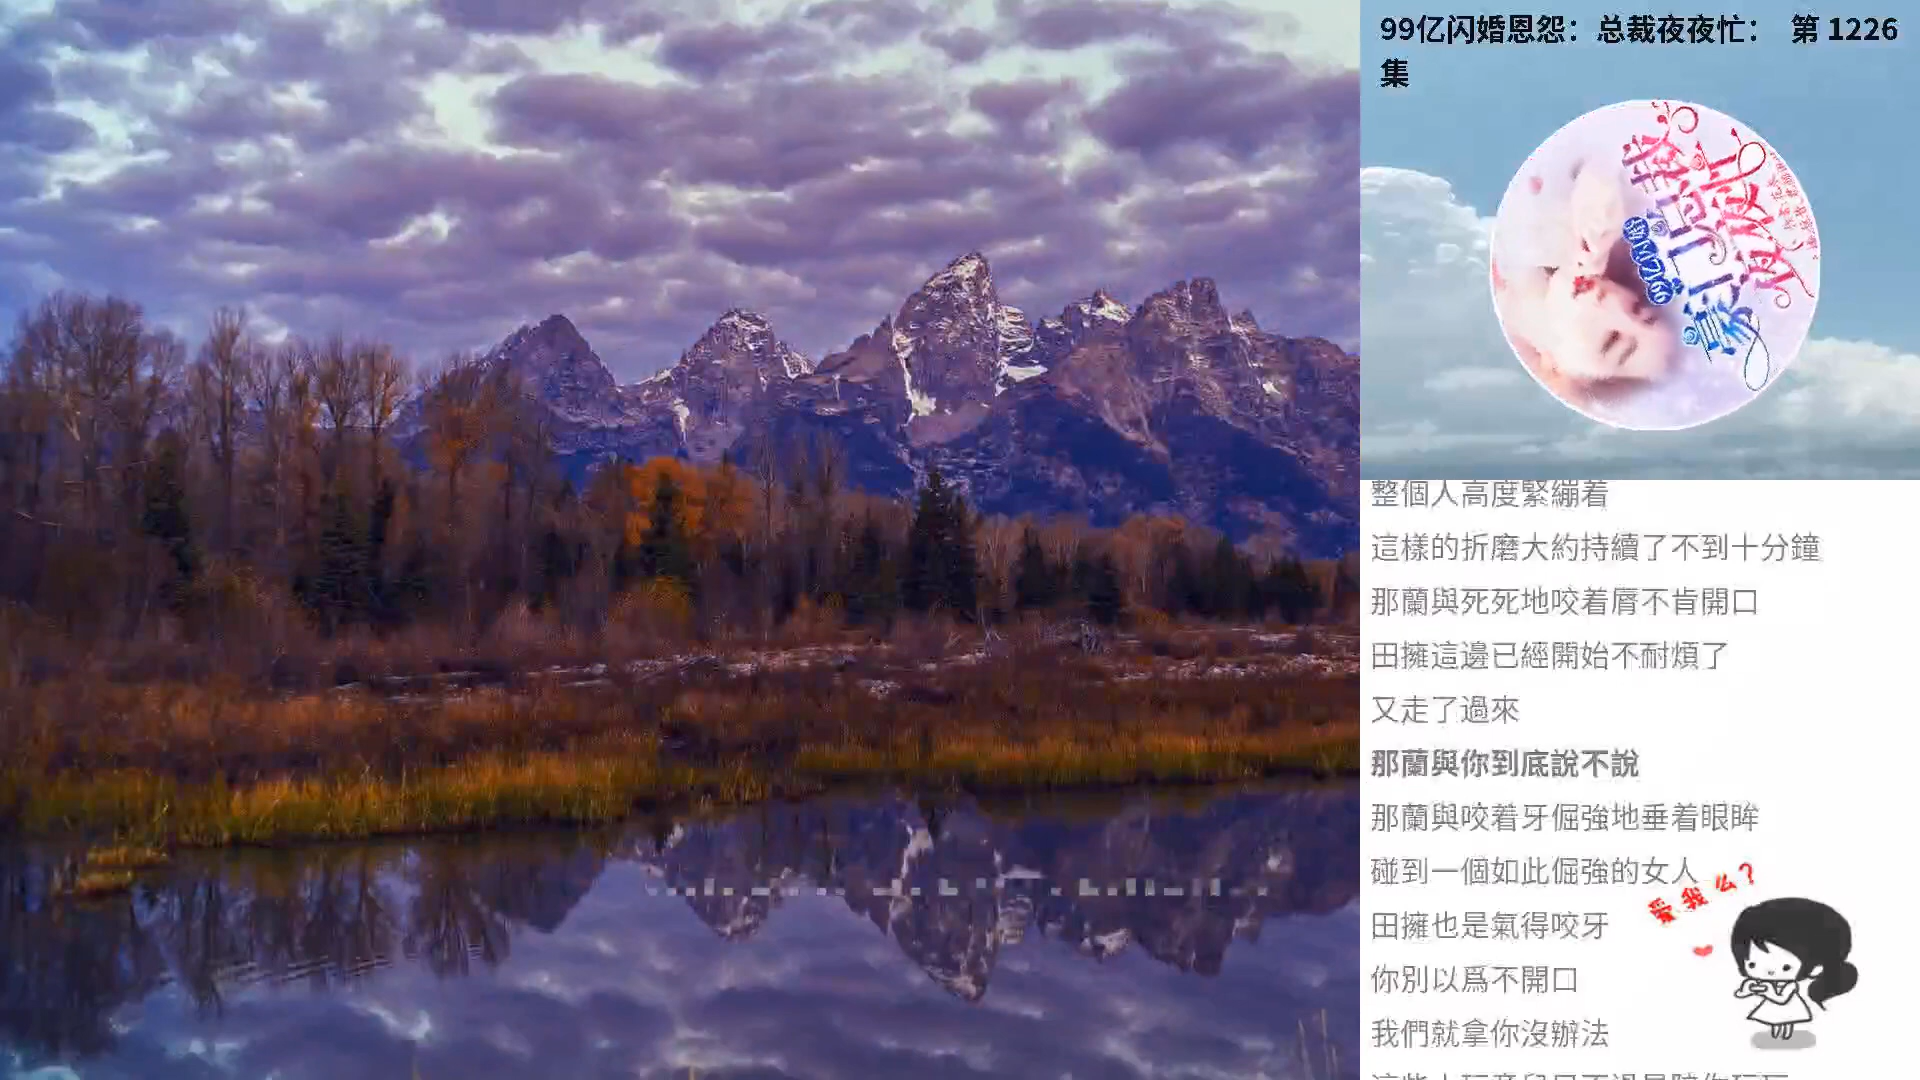 99亿闪婚恩怨：总裁夜夜忙： 第 1226
集
整個人高度緊繃着
這樣的折磨大約持續了不到十分鐘
那蘭與死死地咬着脣不肯開口
田擁這邊已經開始不耐煩了
又走了過來
那蘭與你到底說不說
那蘭與咬着牙倔強地垂着眼眸
碰到一個如此倔強的女人
爱我么？
田擁也是氣得咬牙
你別以爲不開口
我們就拿你沒辦法